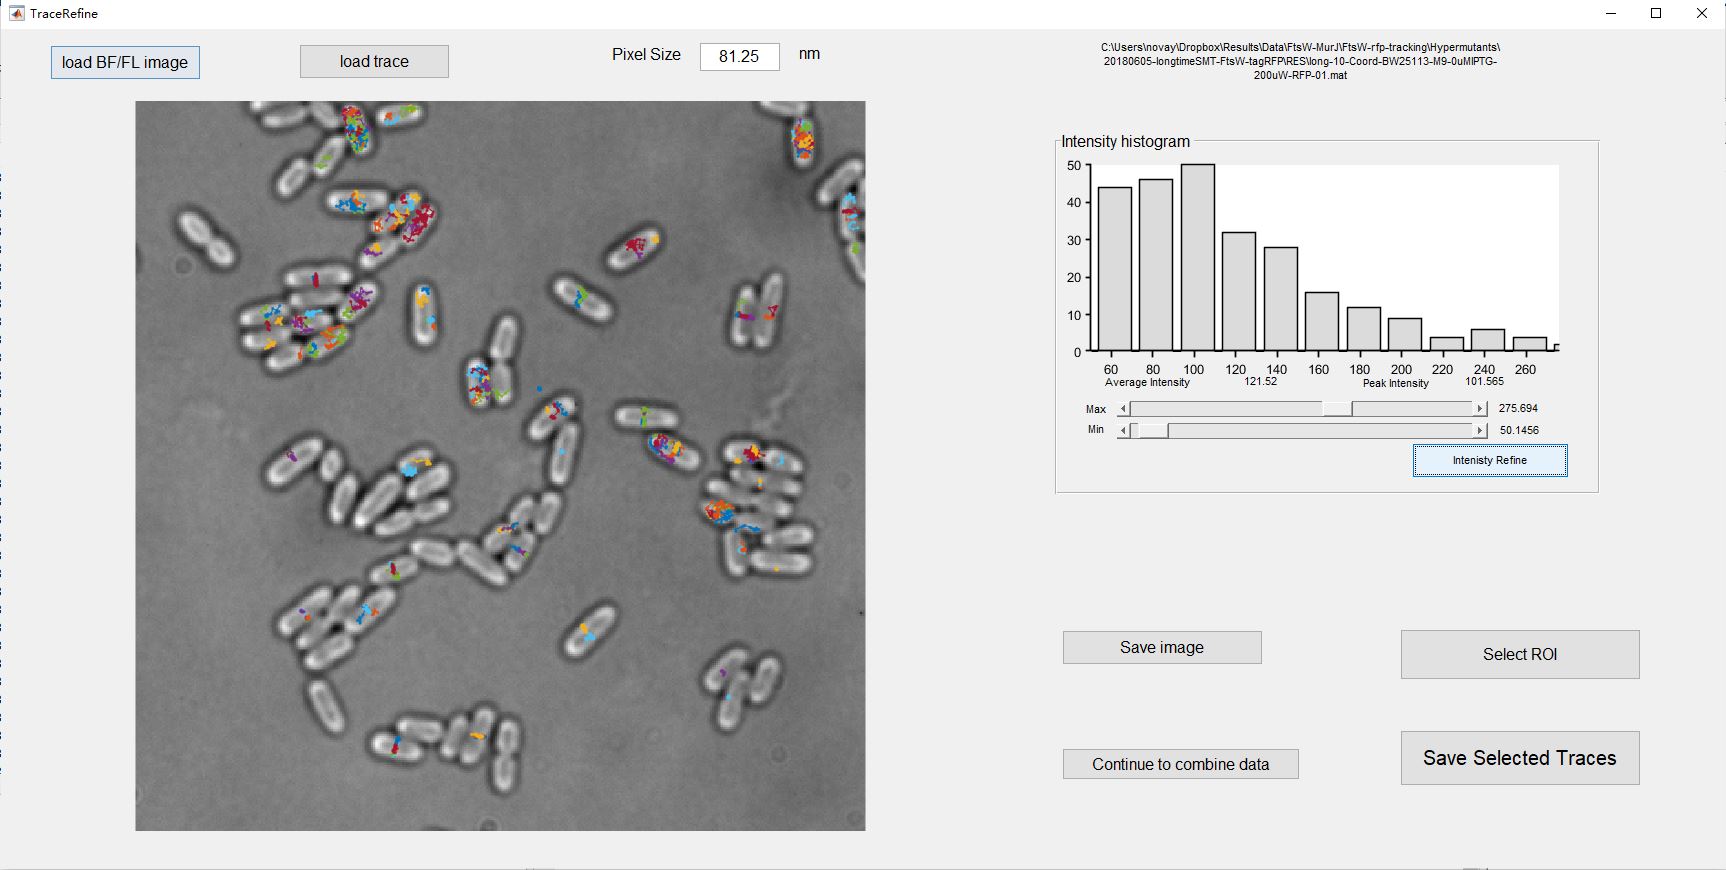 TraceRefine
load BF/FL image
load trace
Pixel Size 81.25 nm
C:\Users\novay\Dropbox\Results\Data\FtsW-MurJ\FtsW-rfp-tracking\Hypermutants\
20180605-longtimeSMT-FtsW-tagRFP\RES\long-10-Coord-BW25113-M9-0uMIPTG-
200uW-RFP-01.mat
Intensity histogram
50
40
30
20
10
0
60 80 100 120 140 160 180 200 220 240 260
Average Intensity 121.52 Peak Intensity 101.565
Max 275.694
Min 50.1456
Intenisty Refine
Save image
Select ROI
Continue to combine data
Save Selected Traces